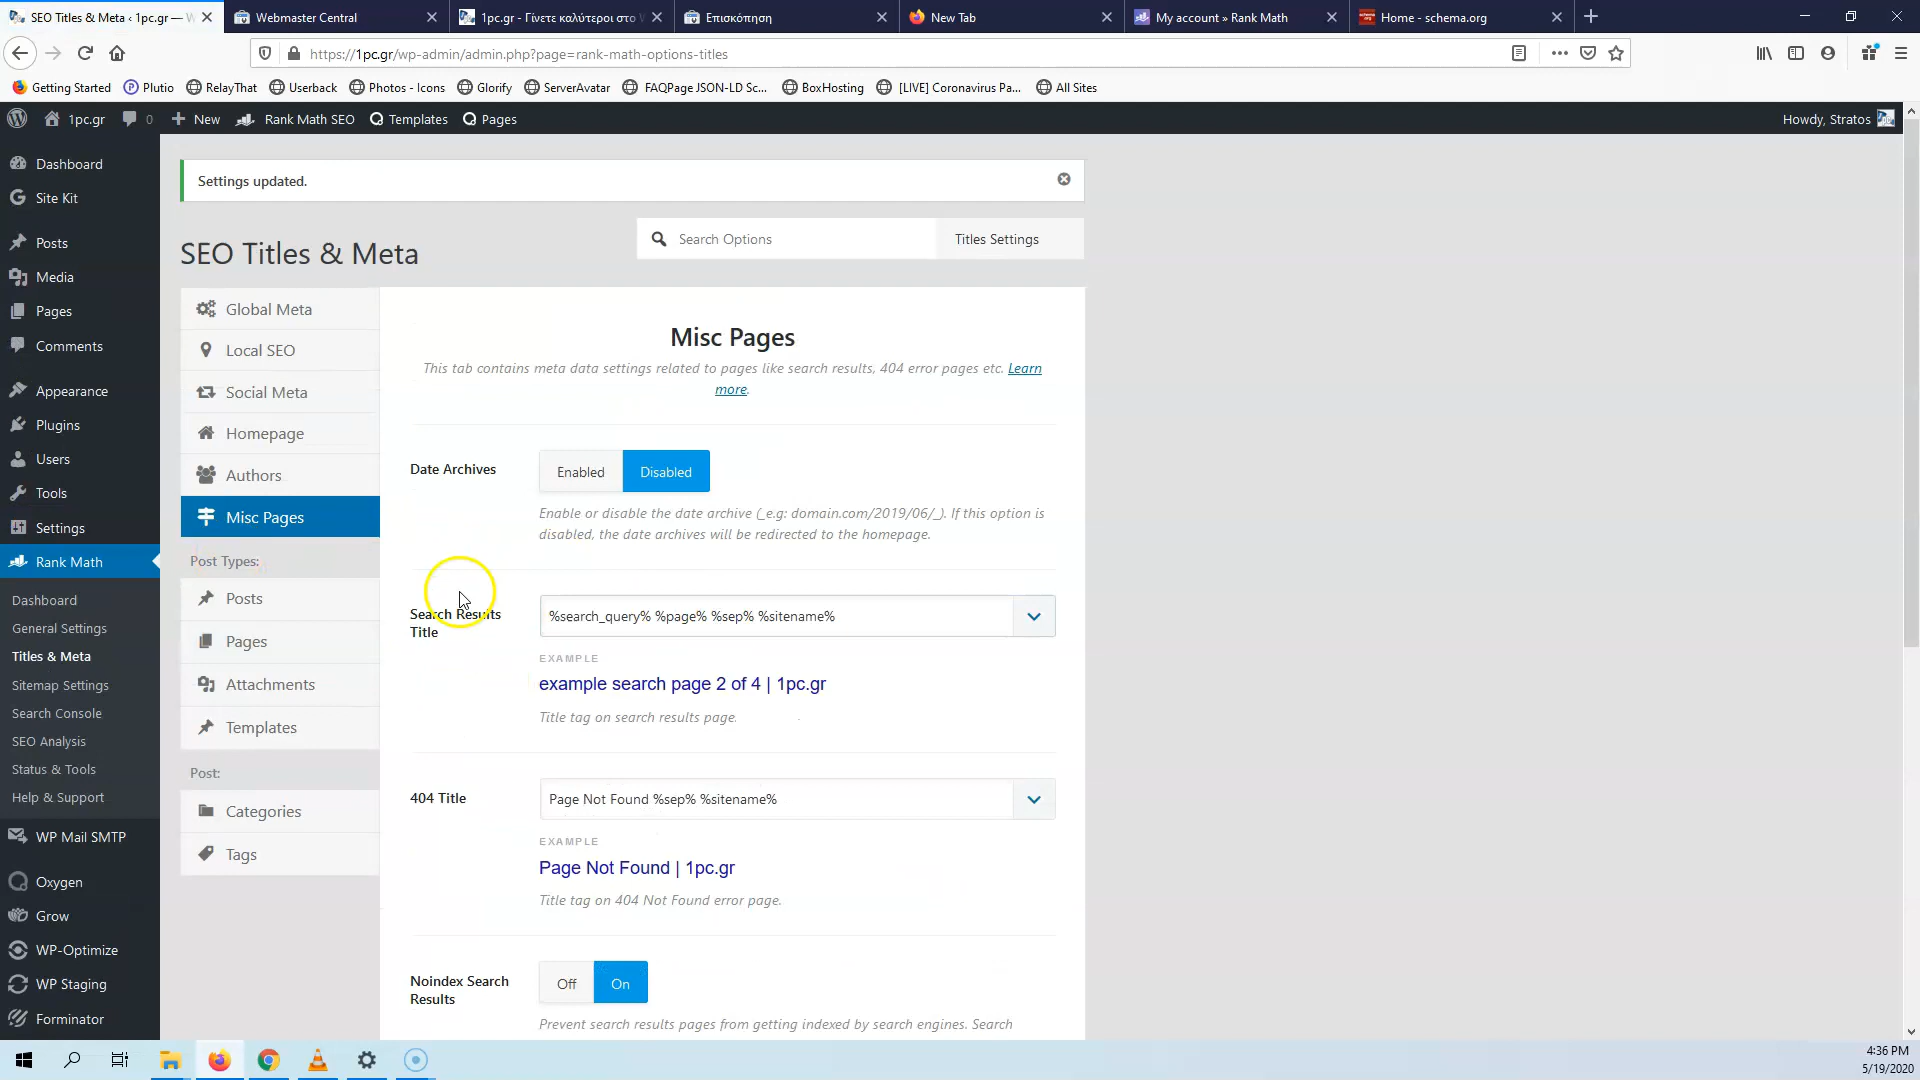 SEO Titles & Meta ‹ 1pc.gr — W
Webmaster Central
1pc.gr - Γίνετε καλύτεροι στο W
Επισκόπηση
New Tab
My account » Rank Math
Home - schema.org
https://1pc.gr/wp-admin/admin.php?page=rank-math-options-titles
Getting Started
Plutio
RelayThat
Userback
Photos - Icons
Glorify
ServerAvatar
FAQPage JSON-LD Sc...
BoxHosting
[LIVE] Coronavirus Pa...
All Sites
1pc.gr
0
New
Rank Math SEO
Templates
Pages
Howdy, Stratos
Dashboard
Site Kit
Posts
Media
Pages
Comments
Appearance
Plugins
Users
Tools
Settings
Rank Math
Dashboard
General Settings
Titles & Meta
Sitemap Settings
Search Console
SEO Analysis
Status & Tools
Help & Support
WP Mail SMTP
Oxygen
Grow
WP-Optimize
WP Staging
Forminator
Settings updated.
SEO Titles & Meta
Search Options
Titles Settings
Global Meta
Local SEO
Social Meta
Homepage
Authors
Misc Pages
Post Types:
Posts
Pages
Attachments
Templates
Post:
Categories
Tags
Misc Pages
This tab contains meta data settings related to pages like search results, 404 error pages etc. Learn
more.
Date Archives
Enabled
Disabled
Enable or disable the date archive (_e.g: domain.com/2019/06/_). If this option is
disabled, the date archives will be redirected to the homepage.
Search Results
Title
%search_query% %page% %sep% %sitename%
EXAMPLE
example search page 2 of 4 | 1pc.gr
Title tag on search results page.
404 Title
Page Not Found %sep% %sitename%
EXAMPLE
Page Not Found | 1pc.gr
Title tag on 404 Not Found error page.
Noindex Search
Results
Off
On
Prevent search results pages from getting indexed by search engines. Search
4:36 PM
5/19/2020